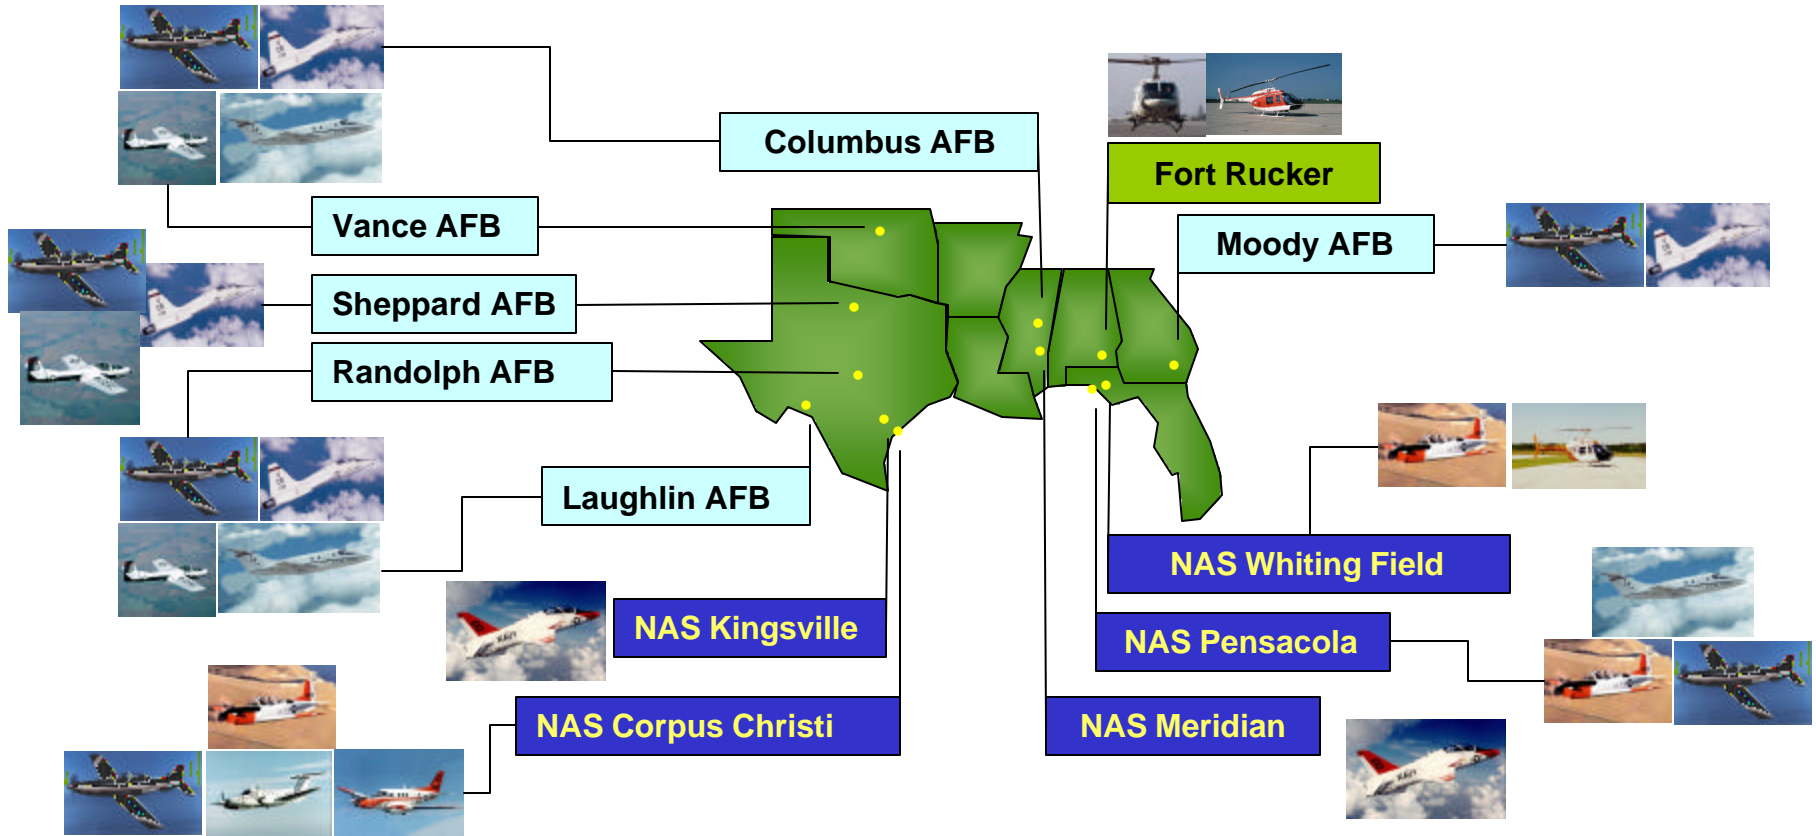 Columbus AFB
Fort Rucker
Vance AFB
Moody AFB
Sheppard AFB
Randolph AFB
Laughlin AFB
NAS Whiting Field
NAS Kingsville
NAS Pensacola
NAS Corpus Christi
NAS Meridian